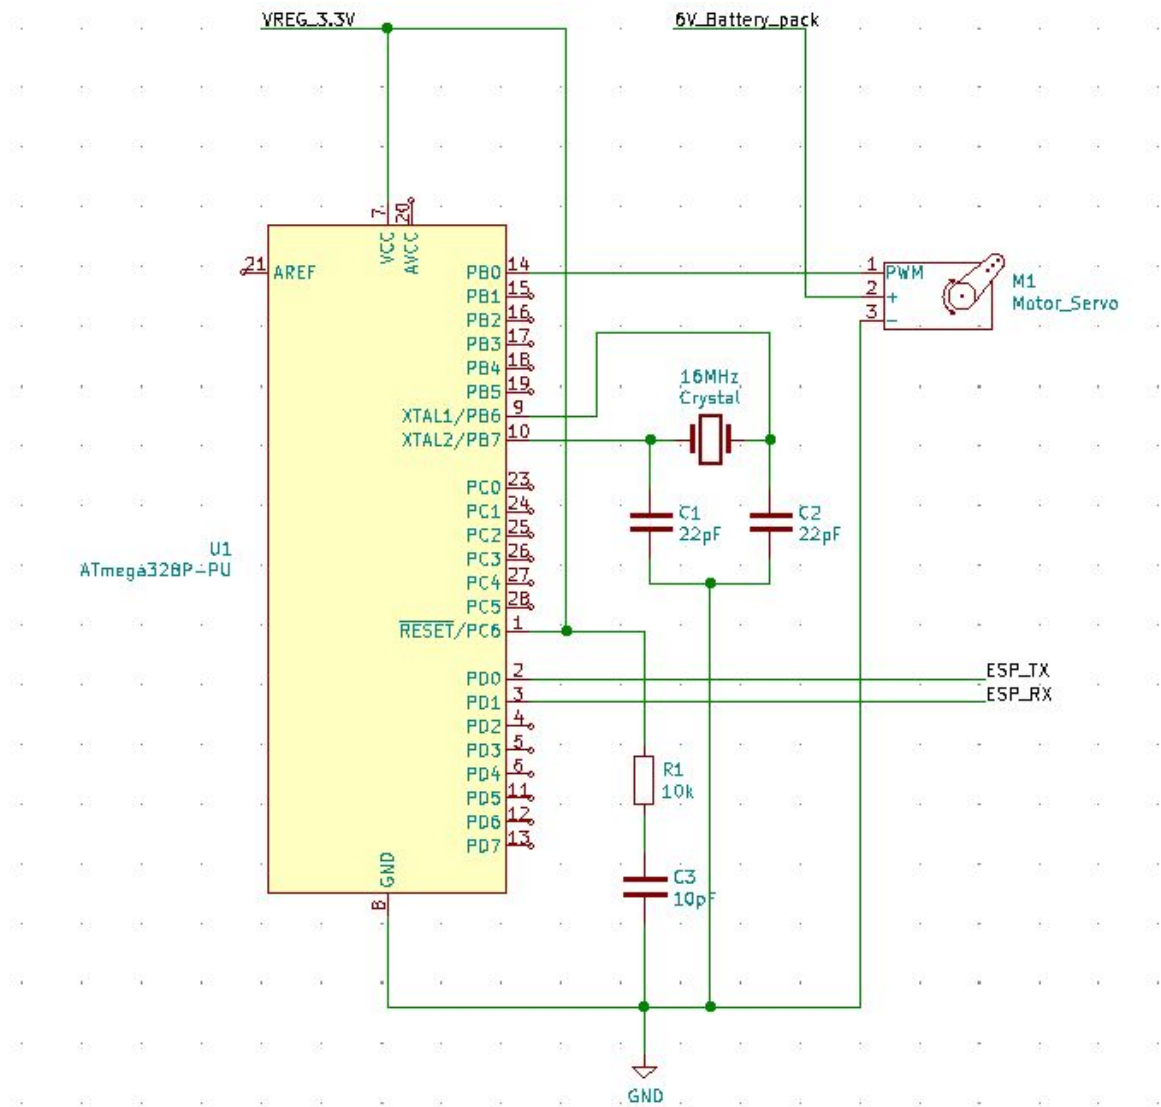 VREG_3.3V
6V_Battery_pack
7
20
VCC
AVCC
21 AREF
PB0 14
PB1 15
PB2 16
PB3 17
PB4 18
PB5 19
XTAL1/PB6 9
XTAL2/PB7 10
PC0 23
PC1 24
PC2 25
PC3 26
PC4 27
PC5 28
RESET/PC6 1
PD0 2
PD1 3
PD2 4
PD3 5
PD4 6
PD5 11
PD6 12
PD7 13
GND
8
U1
ATmega328P-PU
1 PWM
2 +
3 -
M1
Motor_Servo
16MHz
Crystal
C1
22pF
C2
22pF
ESP_TX
ESP_RX
R1
10k
C3
10pF
GND